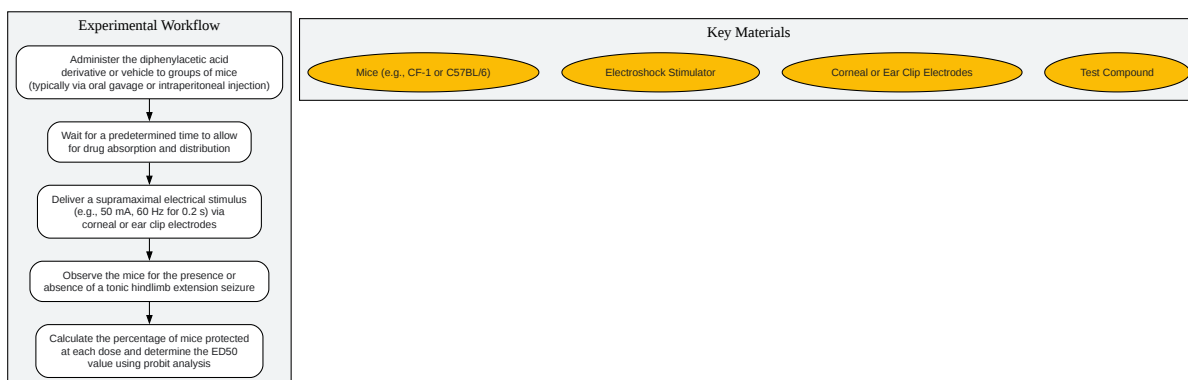 Experimental Workflow
Administer the diphenylacetic acid
derivative or vehicle to groups of mice
(typically via oral gavage or intraperitoneal injection)
Wait for a predetermined time to allow
for drug absorption and distribution
Deliver a supramaximal electrical stimulus
(e.g., 50 mA, 60 Hz for 0.2 s) via
corneal or ear clip electrodes
Observe the mice for the presence or
absence of a tonic hindlimb extension seizure
Calculate the percentage of mice protected
at each dose and determine the ED50
value using probit analysis
Key Materials
Mice (e.g., CF-1 or C57BL/6)
Electroshock Stimulator
Corneal or Ear Clip Electrodes
Test Compound